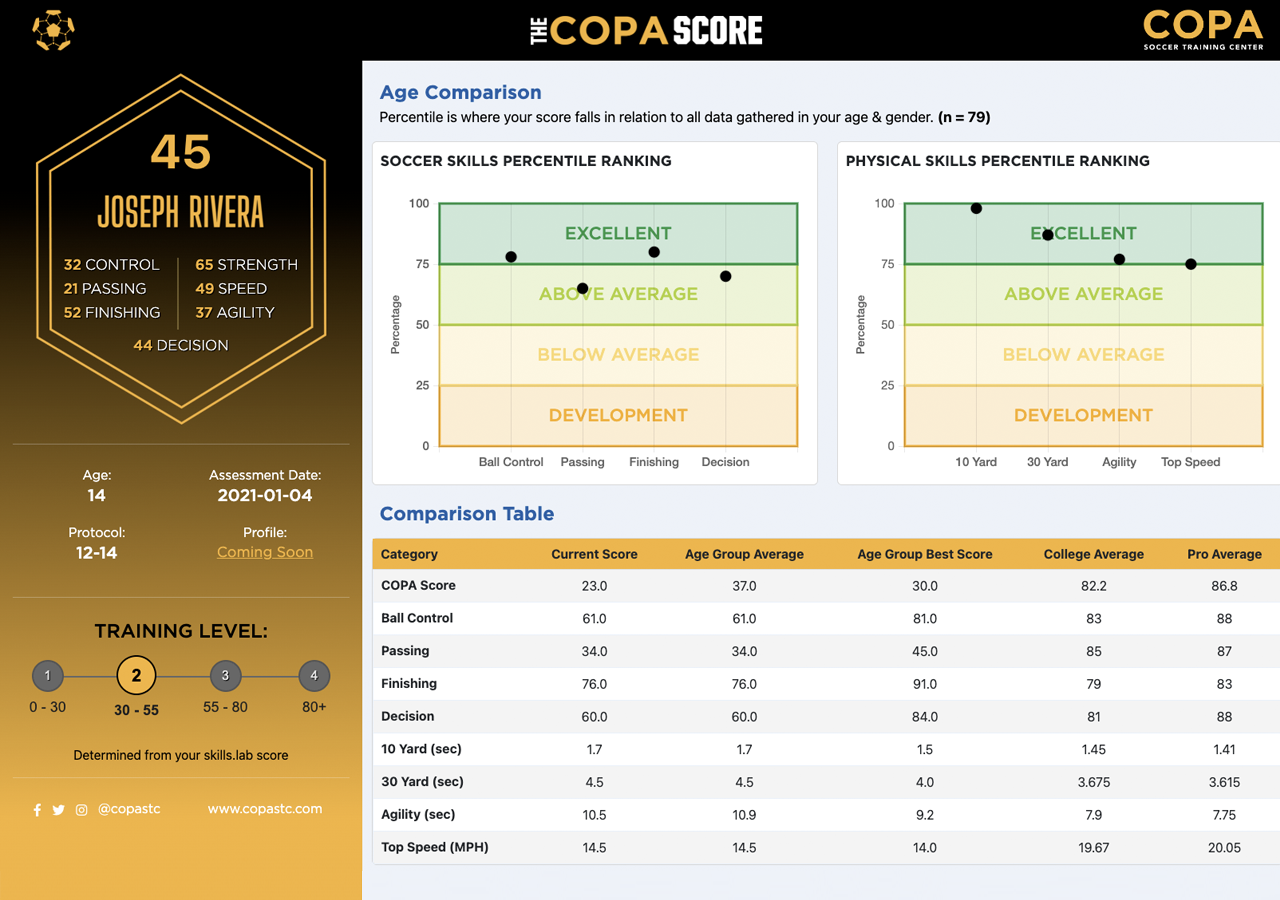 THE COPA SCORE
COPA
SOCCER TRAINING CENTER
45
JOSEPH RIVERA
32 CONTROL
65 STRENGTH
21 PASSING
49 SPEED
52 FINISHING
37 AGILITY
44 DECISION
Age:
14
Assessment Date:
2021-01-04
Protocol:
12-14
Profile:
Coming Soon
TRAINING LEVEL:
1 2 3 4
0 - 30 30 - 55 55 - 80 80+
Determined from your skills.lab score
@copastc www.copastc.com
Age Comparison
Percentile is where your score falls in relation to all data gathered in your age & gender. (n = 79)
SOCCER SKILLS PERCENTILE RANKING
100
EXCELLENT
75
ABOVE AVERAGE
50
BELOW AVERAGE
25
DEVELOPMENT
0
Percentage
Ball Control Passing Finishing Decision
PHYSICAL SKILLS PERCENTILE RANKING
100
EXCELLENT
75
ABOVE AVERAGE
50
BELOW AVERAGE
25
DEVELOPMENT
0
Percentage
10 Yard 30 Yard Agility Top Speed
Comparison Table
Category Current Score Age Group Average Age Group Best Score College Average Pro Average
COPA Score 23.0 37.0 30.0 82.2 86.8
Ball Control 61.0 61.0 81.0 83 88
Passing 34.0 34.0 45.0 85 87
Finishing 76.0 76.0 91.0 79 83
Decision 60.0 60.0 84.0 81 88
10 Yard (sec) 1.7 1.7 1.5 1.45 1.41
30 Yard (sec) 4.5 4.5 4.0 3.675 3.615
Agility (sec) 10.5 10.9 9.2 7.9 7.75
Top Speed (MPH) 14.5 14.5 14.0 19.67 20.05